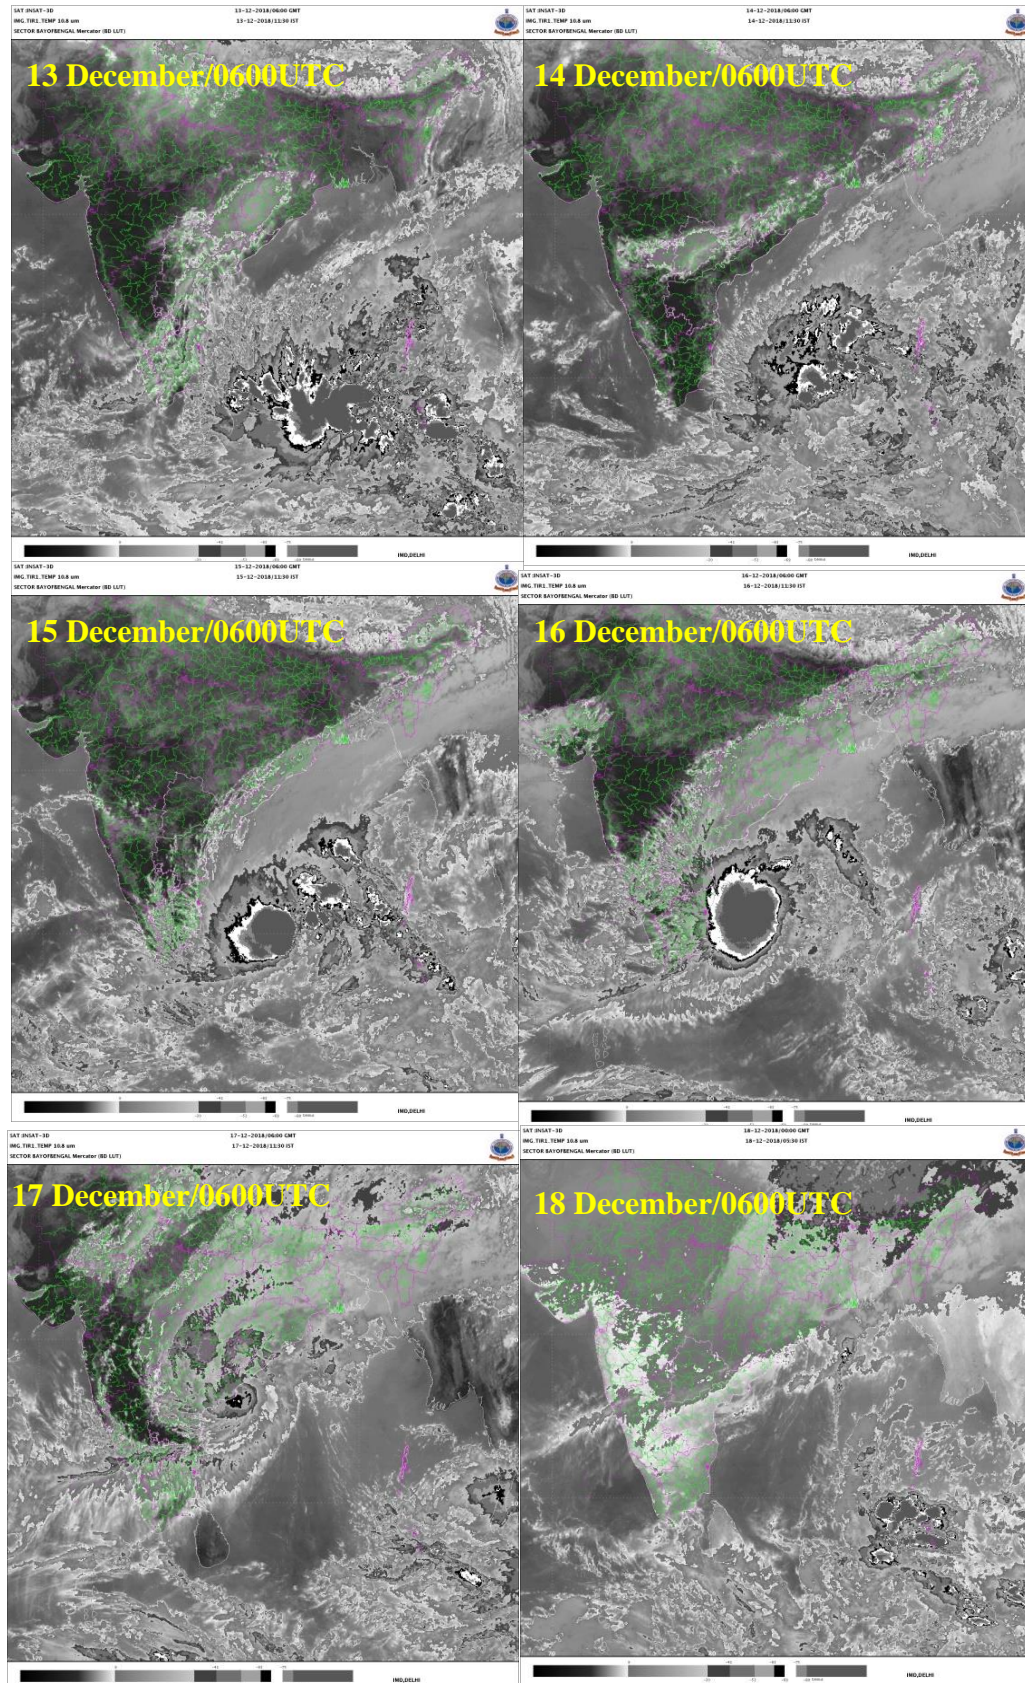 SAT :INSAT-3D
13-12-2018/06:00 GMT
IMG_TIR1_TEMP 10.8 um
13-12-2018/11:30 IST
SECTOR BAYOFBENGAL Mercator (BD LUT)
13 December/0600UTC
IMD,DELHI
SAT :INSAT-3D
14-12-2018/06:00 GMT
IMG_TIR1_TEMP 10.8 um
14-12-2018/11:30 IST
SECTOR BAYOFBENGAL Mercator (BD LUT)
14 December/0600UTC
IMD,DELHI
SAT :INSAT-3D
15-12-2018/06:00 GMT
IMG_TIR1_TEMP 10.8 um
15-12-2018/11:30 IST
SECTOR BAYOFBENGAL Mercator (BD LUT)
15 December/0600UTC
IMD,DELHI
SAT :INSAT-3D
16-12-2018/06:00 GMT
IMG_TIR1_TEMP 10.8 um
16-12-2018/11:30 IST
SECTOR BAYOFBENGAL Mercator (BD LUT)
16 December/0600UTC
IMD,DELHI
SAT :INSAT-3D
17-12-2018/06:00 GMT
IMG_TIR1_TEMP 10.8 um
17-12-2018/11:30 IST
SECTOR BAYOFBENGAL Mercator (BD LUT)
17 December/0600UTC
IMD,DELHI
SAT :INSAT-3D
18-12-2018/00:00 GMT
IMG_TIR1_TEMP 10.8 um
18-12-2018/05:30 IST
SECTOR BAYOFBENGAL Mercator (BD LUT)
18 December/0600UTC
IMD,DELHI